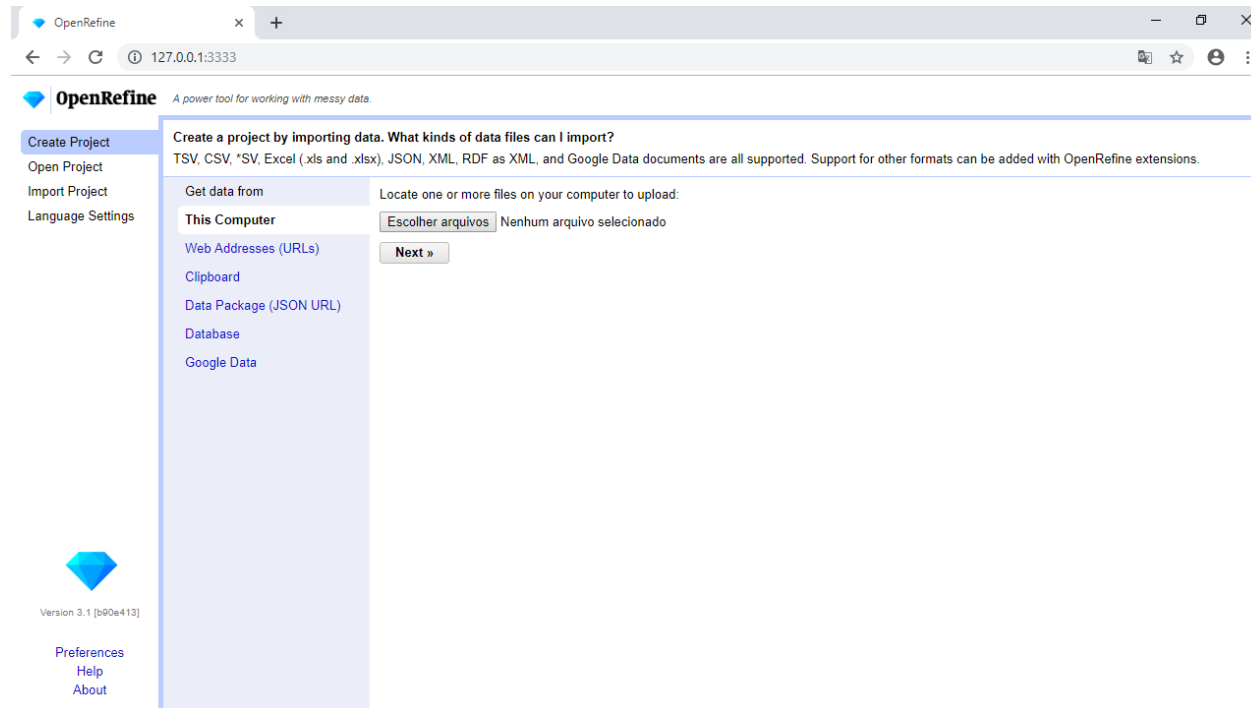 OpenRefine
127.0.0.1:3333
OpenRefine A power tool for working with messy data.
Create Project
Open Project
Import Project
Language Settings
Create a project by importing data. What kinds of data files can I import?
TSV, CSV, *SV, Excel (.xls and .xlsx), JSON, XML, RDF as XML, and Google Data documents are all supported. Support for other formats can be added with OpenRefine extensions.
Get data from
This Computer
Web Addresses (URLs)
Clipboard
Data Package (JSON URL)
Database
Google Data
Locate one or more files on your computer to upload:
Escolher arquivos Nenhum arquivo selecionado
Next »
Version 3.1 [b90e413]
Preferences
Help
About